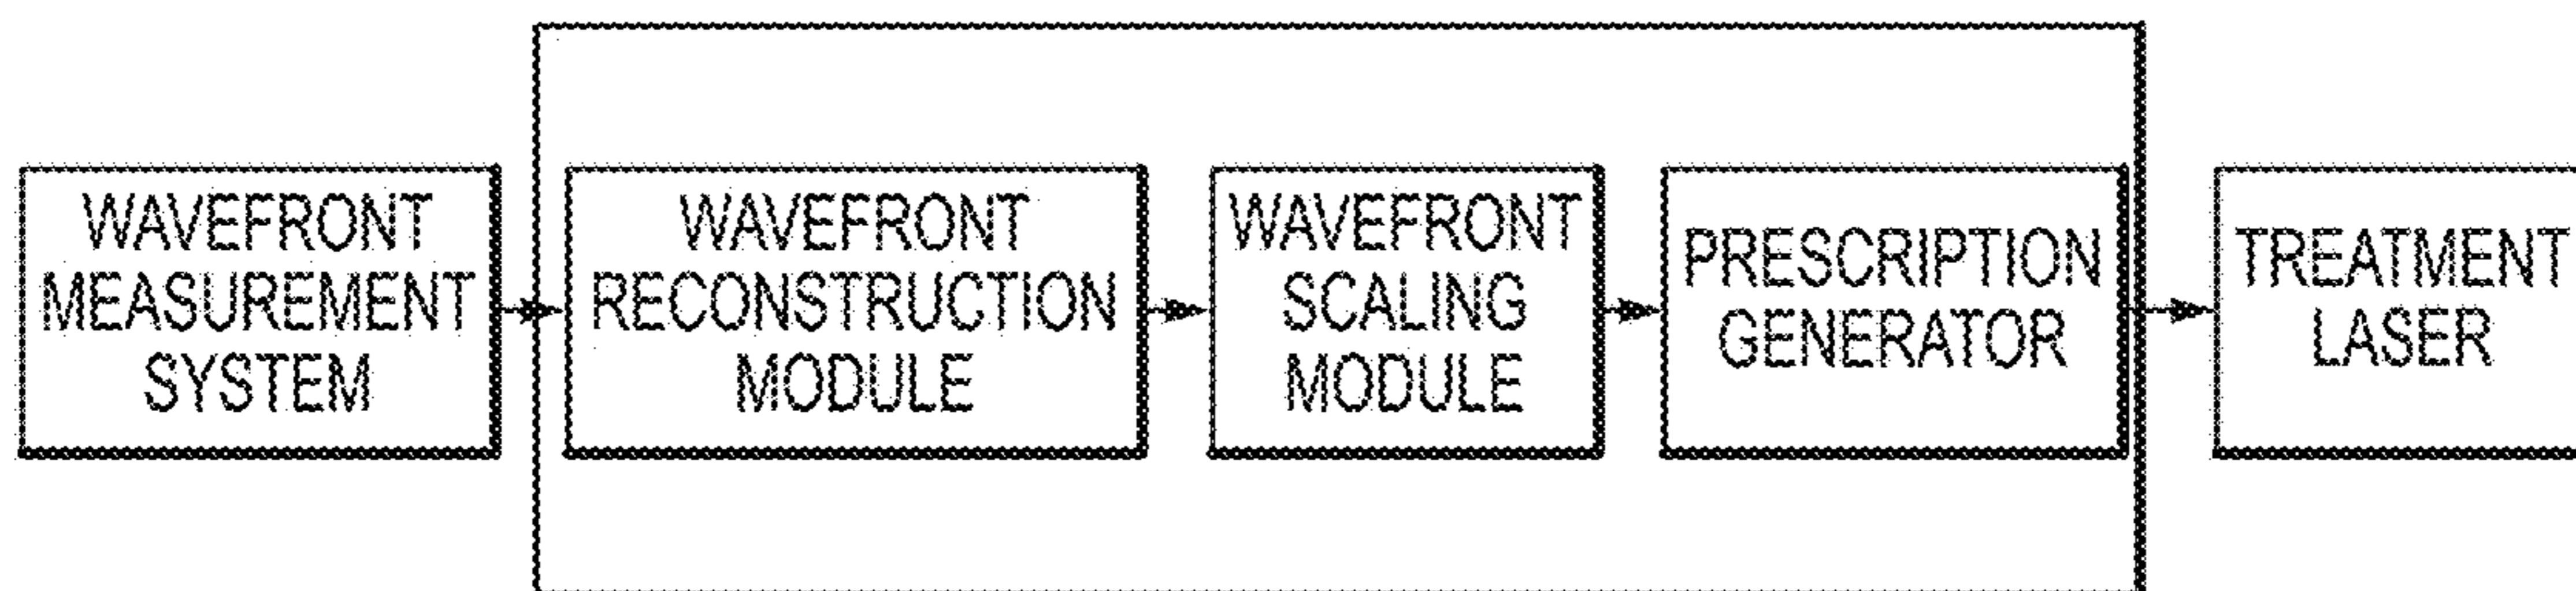 WAVEFRONT
MEASUREMENT
SYSTEM
WAVEFRONT
RECONSTRUCTION
MODULE
WAVEFRONT
SCALING
MODULE
PRESCRIPTION
GENERATOR
TREATMENT
LASER